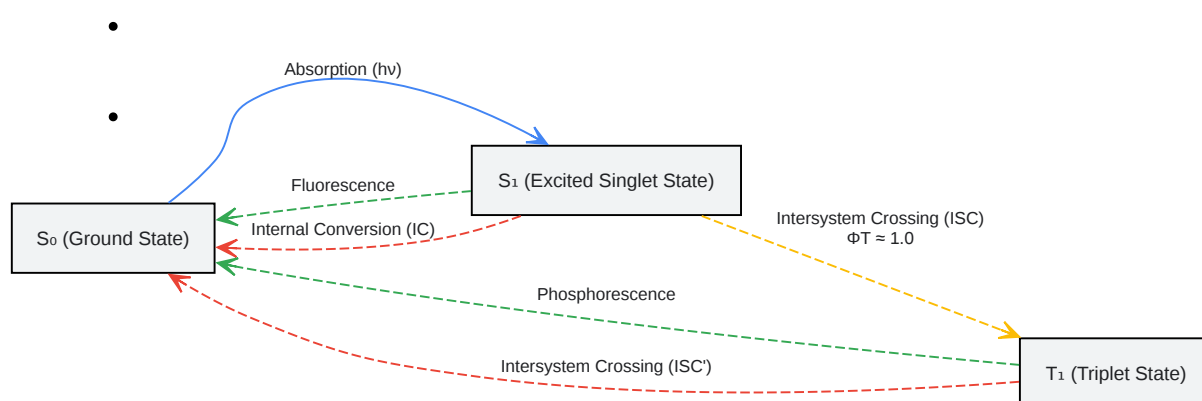 Absorption (hν)
S₁ (Excited Singlet State)
Fluorescence
Internal Conversion (IC)
S₀ (Ground State)
Intersystem Crossing (ISC)
ΦT ≈ 1.0
Phosphorescence
Intersystem Crossing (ISC')
T₁ (Triplet State)